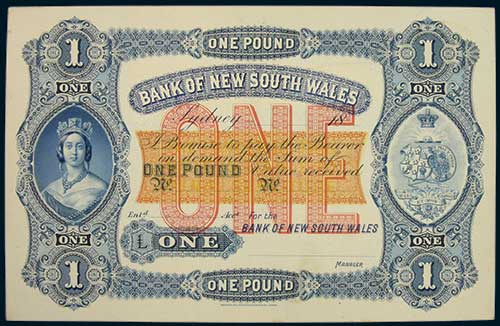 1 ONE POUND 1
ONE ONE
BANK OF NEW SOUTH WALES
Sydney 18
ONE
I Promise to pay the Bearer
on demand the Sum of
ONE POUND Value received
No. No.
Entd. Acct. for the
BANK OF NEW SOUTH WALES
£ ONE
MANAGER
ONE ONE
1 ONE POUND 1